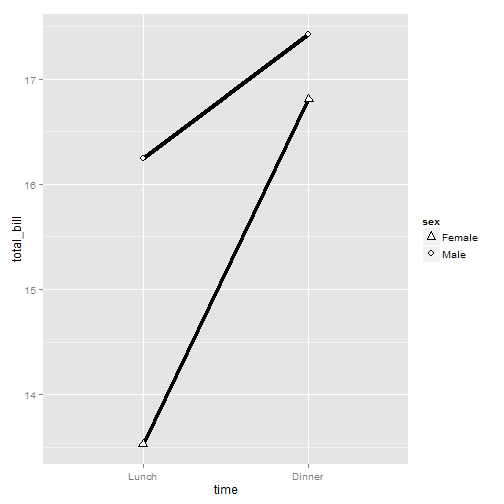 17
16
15
14
total_bill
Lunch
Dinner
time
sex
Female
Male